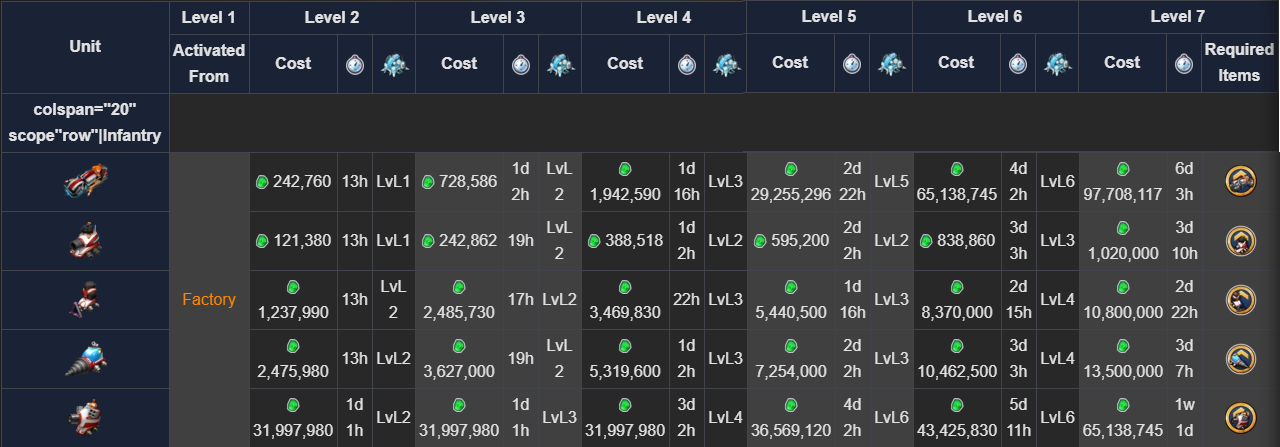 Unit Level 1 Level 2 Level 3 Level 4 Level 5 Level 6 Level 7
Activated From Cost Cost Cost Cost Cost Cost Required Items
colspan="20"
scope"row"|Infantry
Factory
242,760 13h LvL1 728,586 1d 2h LvL 2 1,942,590 1d 16h LvL3 29,255,296 2d 22h LvL5 65,138,745 4d 2h LvL6 97,708,117 6d 3h
121,380 13h LvL1 242,862 19h LvL 2 388,518 1d 2h LvL2 595,200 2d 2h LvL2 838,860 3d 3h LvL3 1,020,000 3d 10h
1,237,990 13h LvL 2 2,485,730 17h LvL2 3,469,830 22h LvL3 5,440,500 1d 16h LvL3 8,370,000 2d 15h LvL4 10,800,000 2d 22h
2,475,980 13h LvL2 3,627,000 19h LvL 2 5,319,600 1d 2h LvL3 7,254,000 2d 2h LvL3 10,462,500 3d 3h LvL4 13,500,000 3d 7h
31,997,980 1d 1h LvL2 31,997,980 1d 1h LvL3 31,997,980 3d 2h LvL4 36,569,120 4d 2h LvL6 43,425,830 5d 11h LvL6 65,138,745 1w 1d